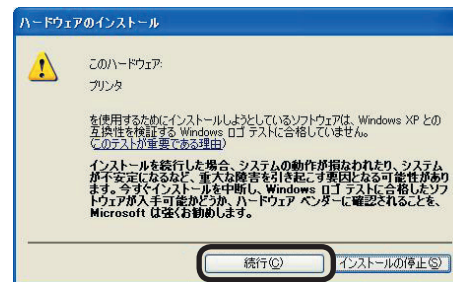 ハードウェアのインストール
このハードウェア:
プリンタ
を使用するためにインストールしようとしているソフトウェアは、Windows XP との
互換性を検証する Windows ロゴ テストに合格していません。
(このテストが重要である理由)
インストールを続行した場合、システムの動作が損なわれたり、システム
が不安定になるなど、重大な障害を引き起こす要因となる可能性があり
ます。今すぐインストールを中断し、Windows ロゴ テストに合格したソフ
トウェアが入手可能かどうか、ハードウェア ベンダーに確認されることを、
Microsoft は強くお勧めします。
続行(C)
インストールの停止(S)